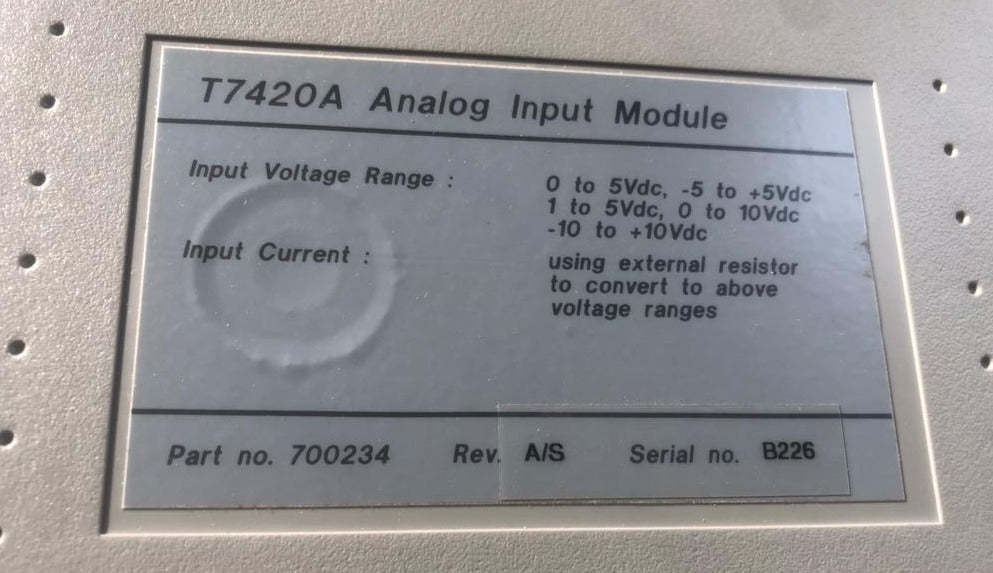 T7420A Analog Input Module
Input Voltage Range : 0 to 5Vdc, -5 to +5Vdc
1 to 5Vdc, 0 to 10Vdc
-10 to +10Vdc
Input Current : using external resistor
to convert to above
voltage ranges
Part no. 700234 Rev. A/S Serial no. B226